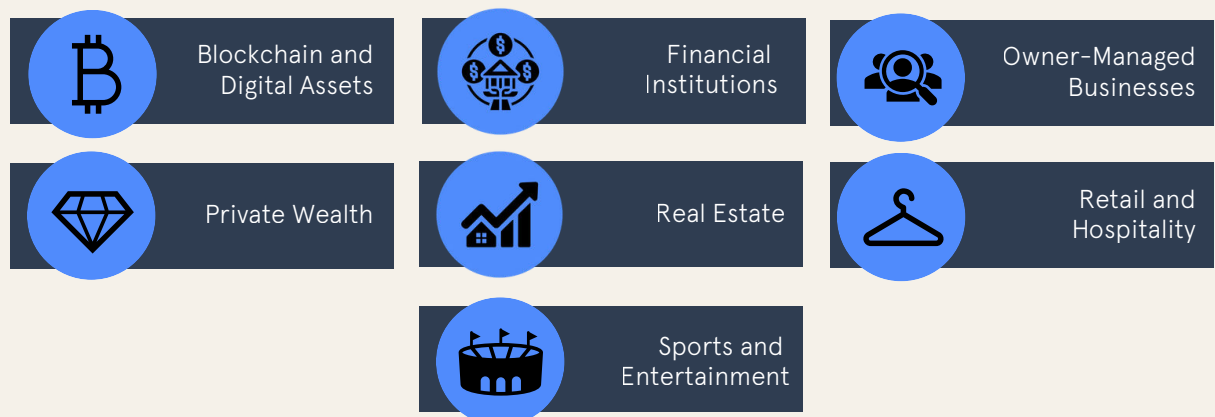 Blockchain and
Digital Assets
Financial
Institutions
Owner-Managed
Businesses
Private Wealth
Real Estate
Retail and
Hospitality
Sports and
Entertainment